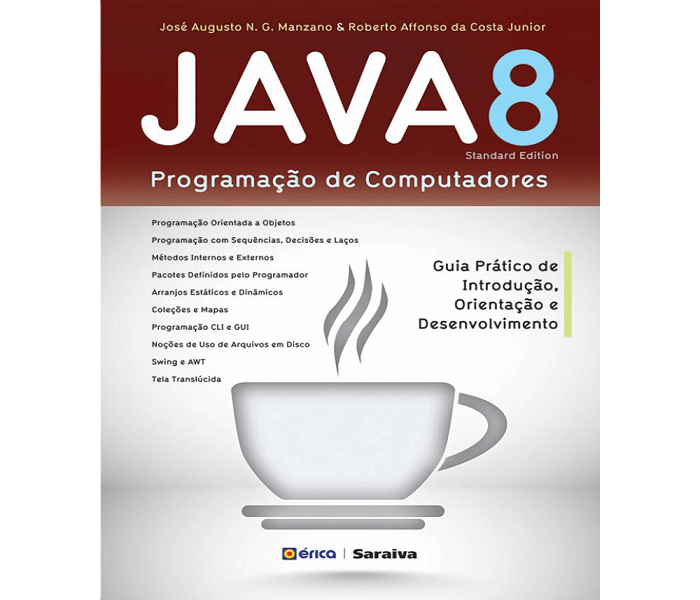 José Augusto N. G. Manzano & Roberto Affonso da Costa Junior
JAVA8
Standard Edition
Programação de Computadores
Programação Orientada a Objetos
Programação com Sequências, Decisões e Laços
Métodos Internos e Externos
Pacotes Definidos pelo Programador
Arranjos Estáticos e Dinâmicos
Coleções e Mapas
Programação CLI e GUI
Noções de Uso de Arquivos em Disco
Swing e AWT
Tela Translúcida
Guia Prático de
Introdução,
Orientação e
Desenvolvimento
érica | Saraiva